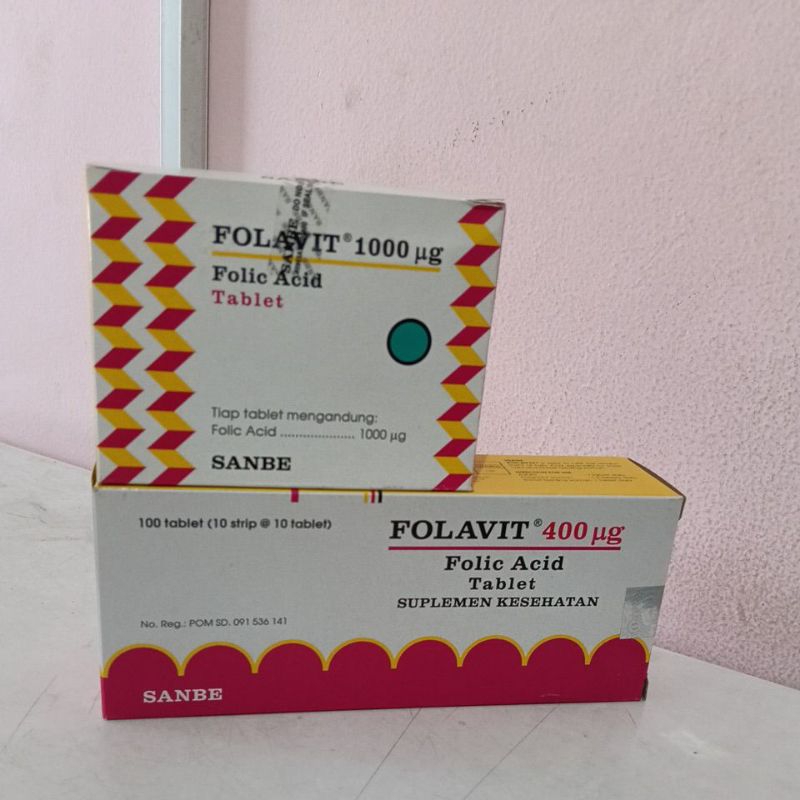 FOLAVIT® 1000 µg
Folic Acid
Tablet
Tiap tablet mengandung:
Folic Acid .................... 1000 µg
SANBE
100 tablet (10 strip @ 10 tablet)
FOLAVIT® 400 µg
Folic Acid
Tablet
SUPLEMEN KESEHATAN
No. Reg.: POM SD. 091 536 141
SANBE